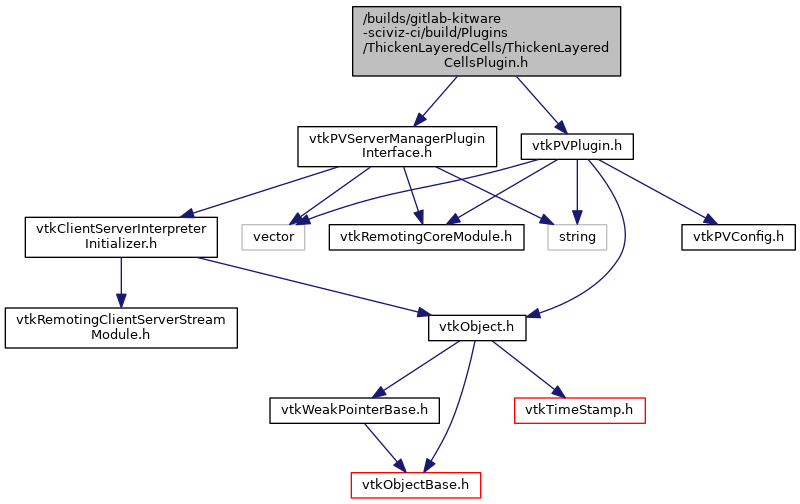 /builds/gitlab-kitware
-sciviz-ci/build/Plugins
/ThickenLayeredCells/ThickenLayered
CellsPlugin.h
vtkPVServerManagerPlugin
Interface.h
vtkPVPlugin.h
vtkClientServerInterpreter
Initializer.h
vector
vtkRemotingCoreModule.h
string
vtkPVConfig.h
vtkRemotingClientServerStream
Module.h
vtkObject.h
vtkWeakPointerBase.h
vtkTimeStamp.h
vtkObjectBase.h